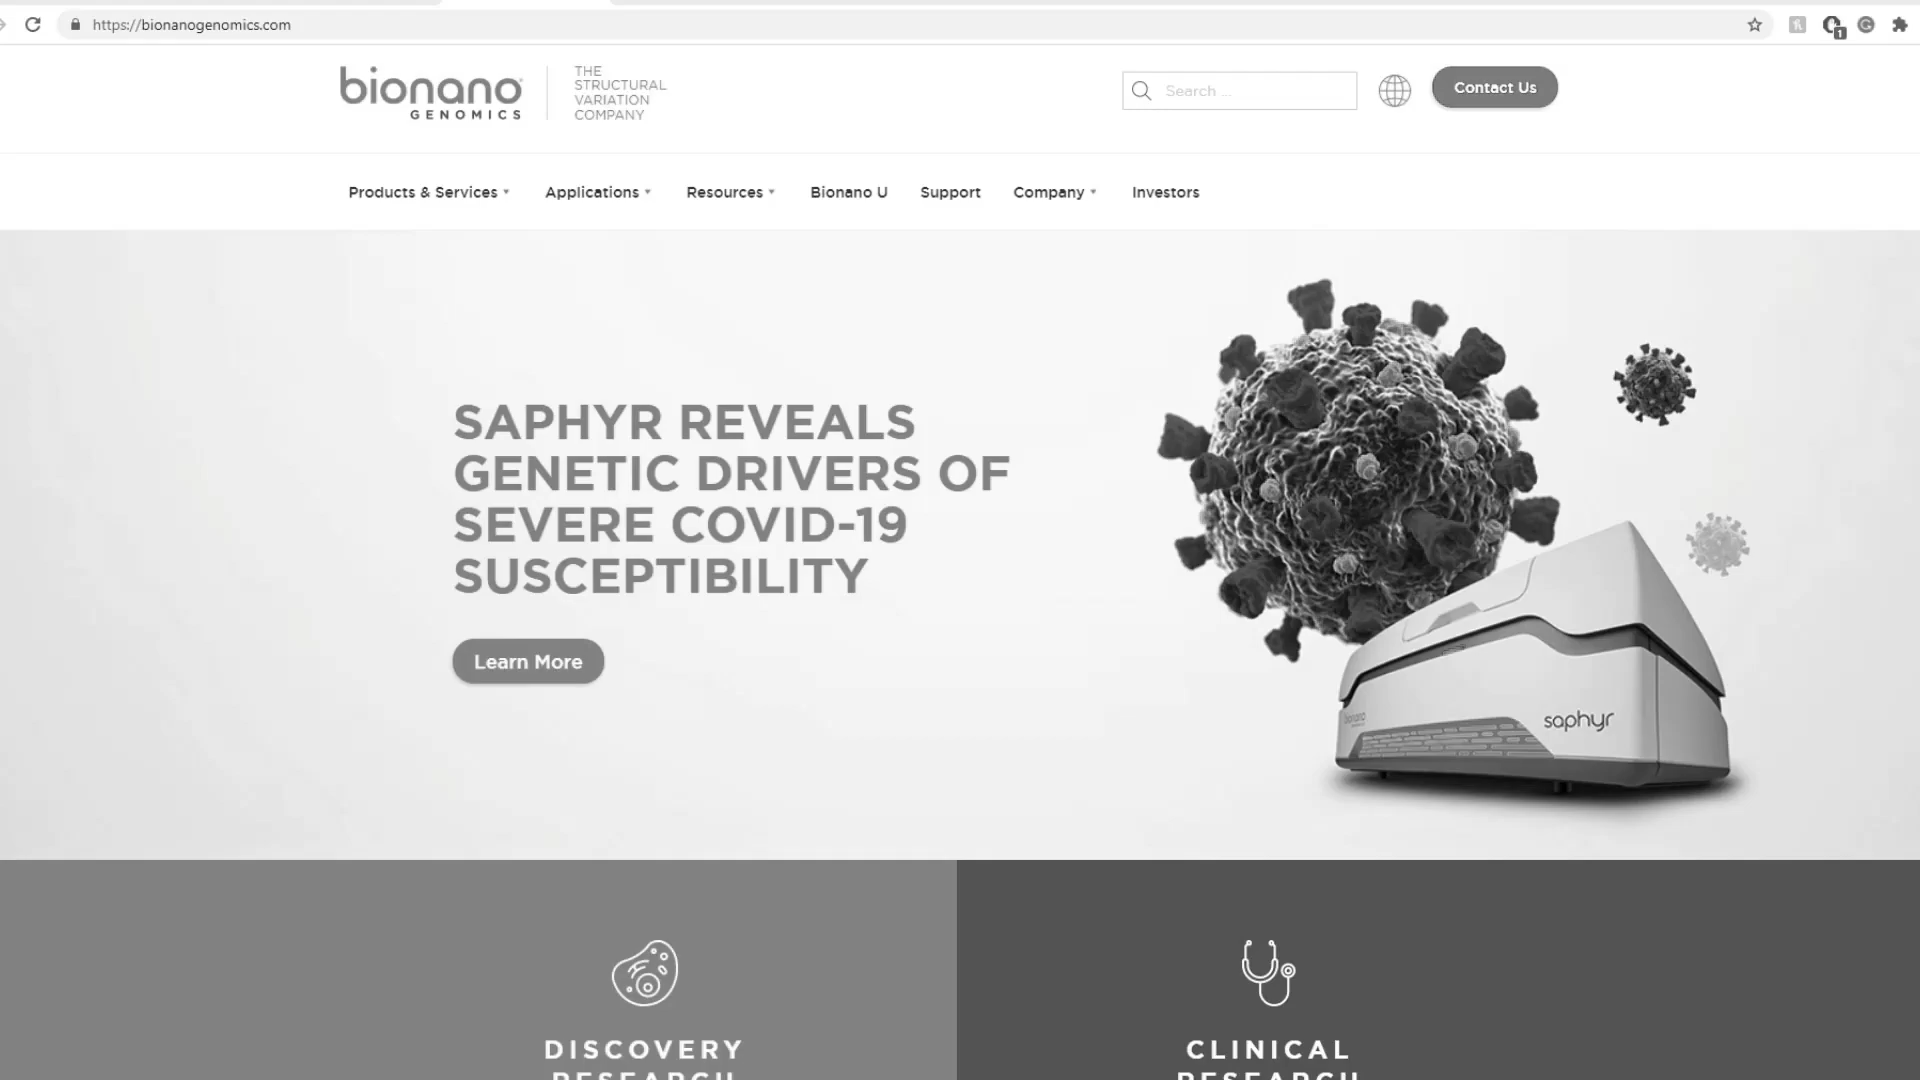 https://bionanogenomics.com
1
bionano
GENOMICS
THE
STRUCTURAL
VARIATION
COMPANY
Search ...
Contact Us
Products & Services
Applications
Resources
Bionano U
Support
Company
Investors
SAPHYR REVEALS
GENETIC DRIVERS OF
SEVERE COVID-19
SUSCEPTIBILITY
Learn More
bionano
saphyr
DISCOVERY
RESEARCH
CLINICAL
RESEARCH